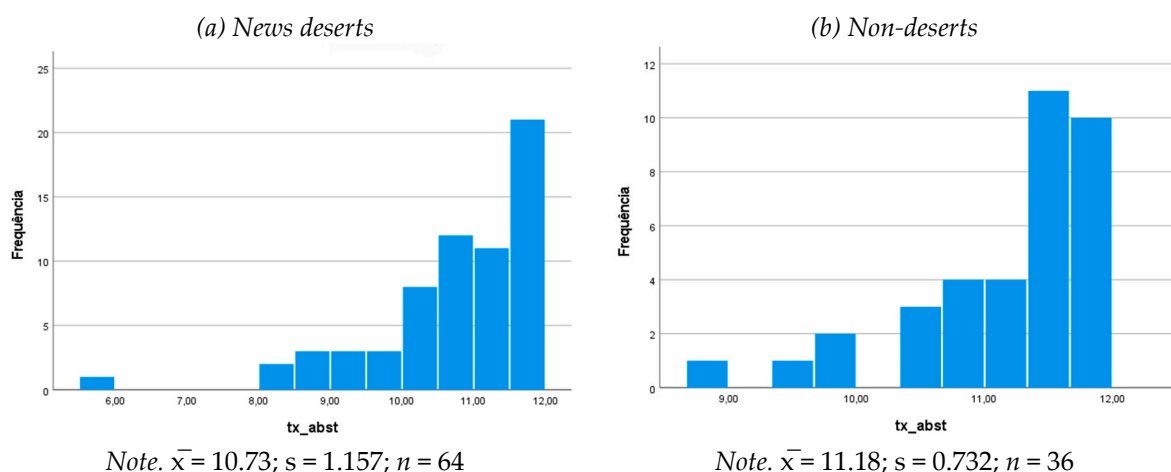 (a) News deserts
Frequência
25
20
15
10
5
0
6,00 7,00 8,00 9,00 10,00 11,00 12,00
tx_abst
Note. x̄ = 10.73; s = 1.157; n = 64
(b) Non-deserts
Frequência
12
10
8
6
4
2
0
9,00 10,00 11,00 12,00
tx_abst
Note. x̄ = 11.18; s = 0.732; n = 36